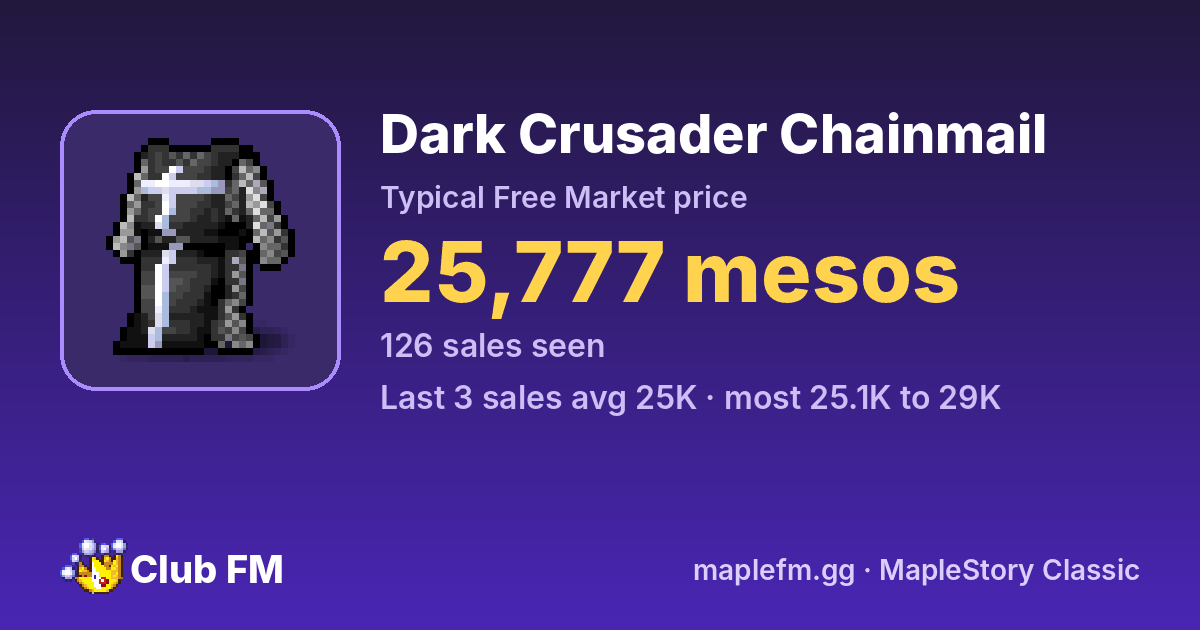 Dark Crusader Chainmail
Typical Free Market price
25,777 mesos
126 sales seen
Last 3 sales avg 25K · most 25.1K to 29K
Club FM
maplefm.gg · MapleStory Classic